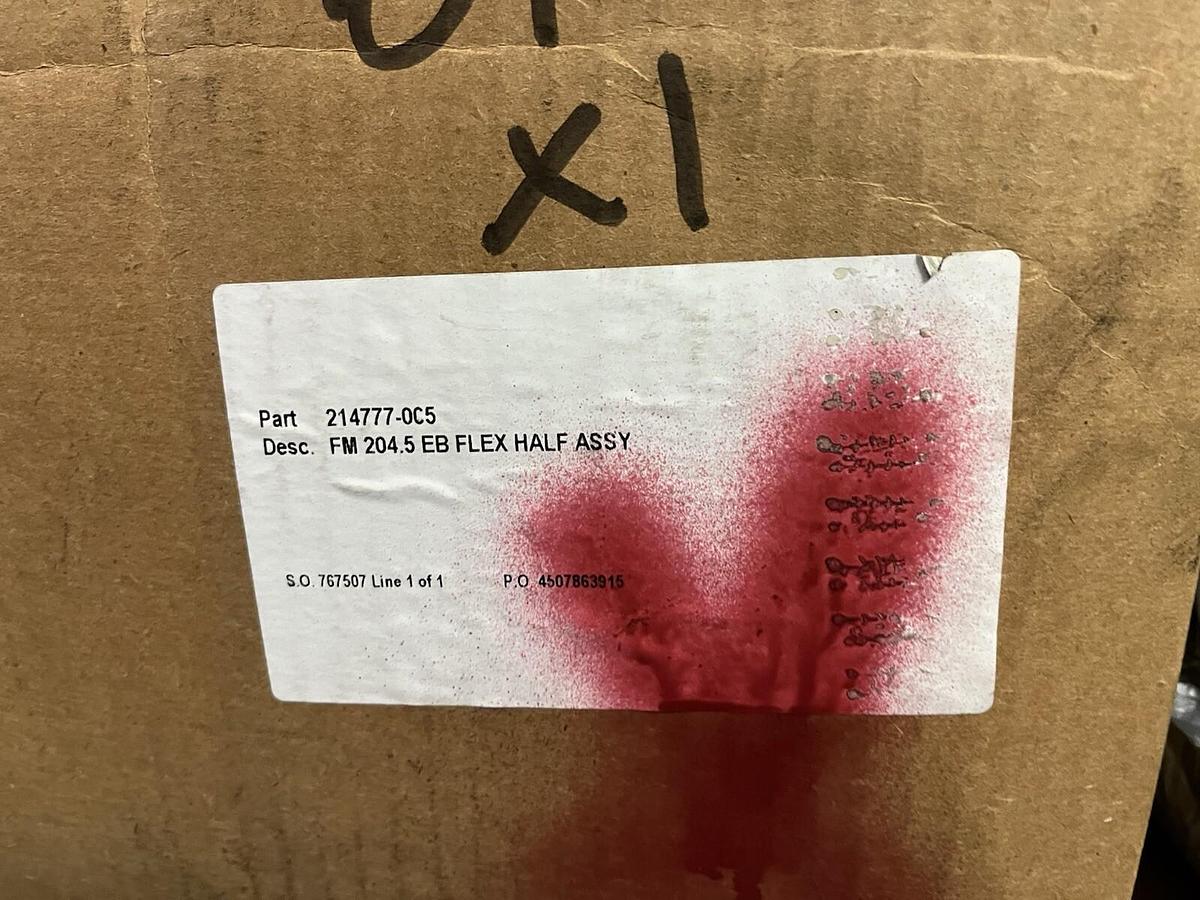 x1
Part 214777-0C5
Desc. FM 204.5 EB FLEX HALF ASSY
S.O. 767507 Line 1 of 1 P.O. 4507863915